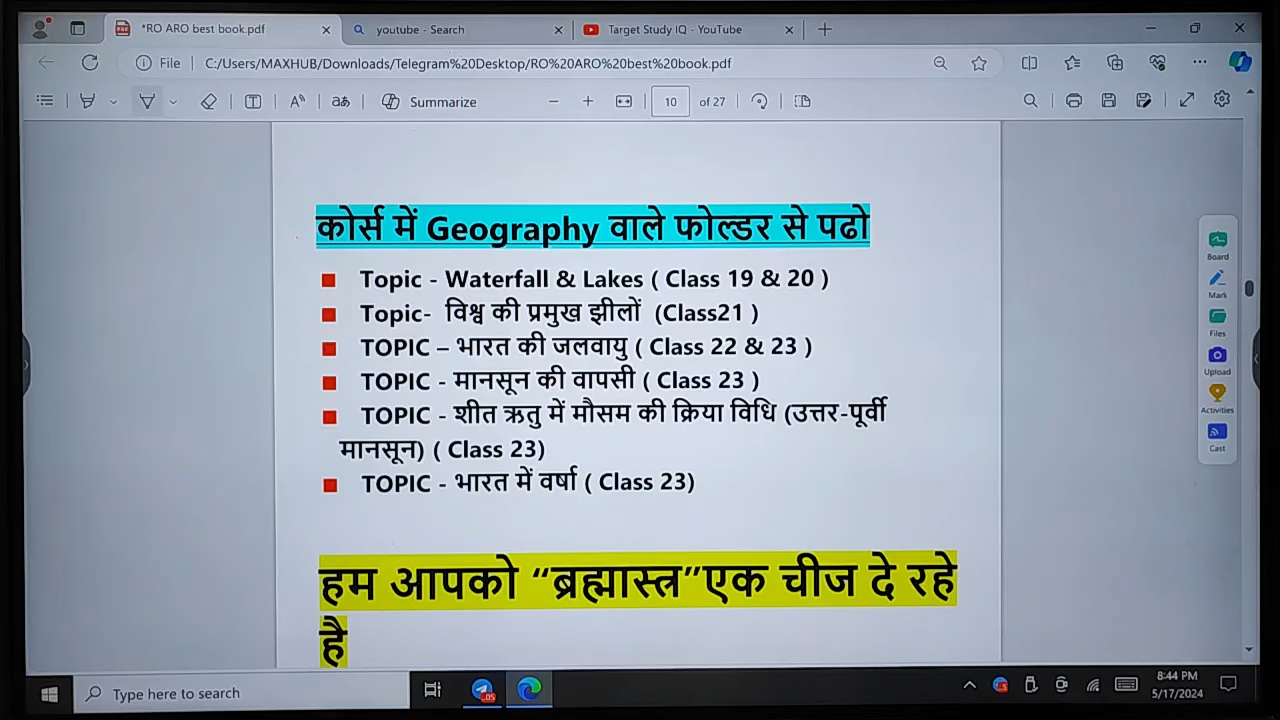 *RO ARO best book.pdf
youtube - Search
Target Study IQ - YouTube
File
C:/Users/MAXHUB/Downloads/Telegram%20Desktop/RO%20ARO%20best%20book.pdf
Summarize
10 of 27
कोर्स में Geography वाले फोल्डर से पढो
Topic - Waterfall & Lakes ( Class 19 & 20 )
Topic- विश्व की प्रमुख झीलों (Class21 )
TOPIC – भारत की जलवायु ( Class 22 & 23 )
TOPIC - मानसून की वापसी ( Class 23 )
TOPIC - शीत ऋतु में मौसम की क्रिया विधि (उत्तर-पूर्वी
मानसून) ( Class 23)
TOPIC - भारत में वर्षा ( Class 23)
हम आपको “ब्रह्मास्त्र”एक चीज दे रहे
है
Board
Mark
Files
Upload
Activities
Cast
Type here to search
8:44 PM
5/17/2024